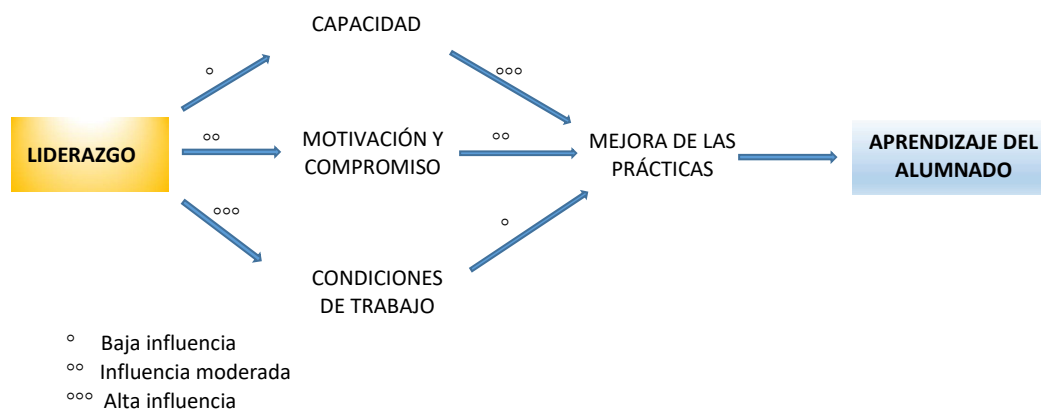 CAPACIDAD
°
°°°
LIDERAZGO
°°
MOTIVACIÓN Y
COMPROMISO
°°
MEJORA DE LAS
PRÁCTICAS
APRENDIZAJE DEL
ALUMNADO
°°°
°
CONDICIONES
DE TRABAJO
° Baja influencia
°° Influencia moderada
°°° Alta influencia